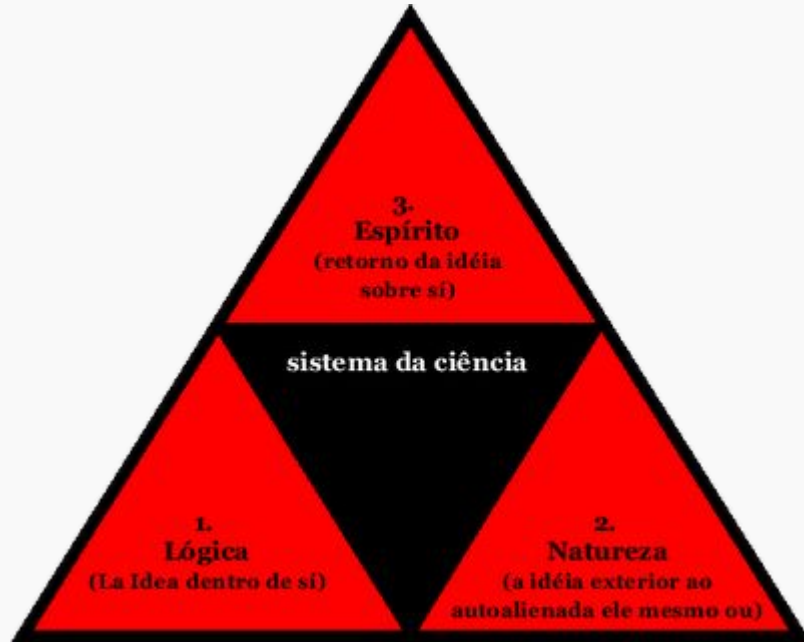 3.
Espírito
(retorno da idéia
sobre sí)
sistema da ciência
1.
Lógica
(La Idea dentro de sí)
2.
Natureza
(a idéia exterior ao
autoalienada ele mesmo ou)